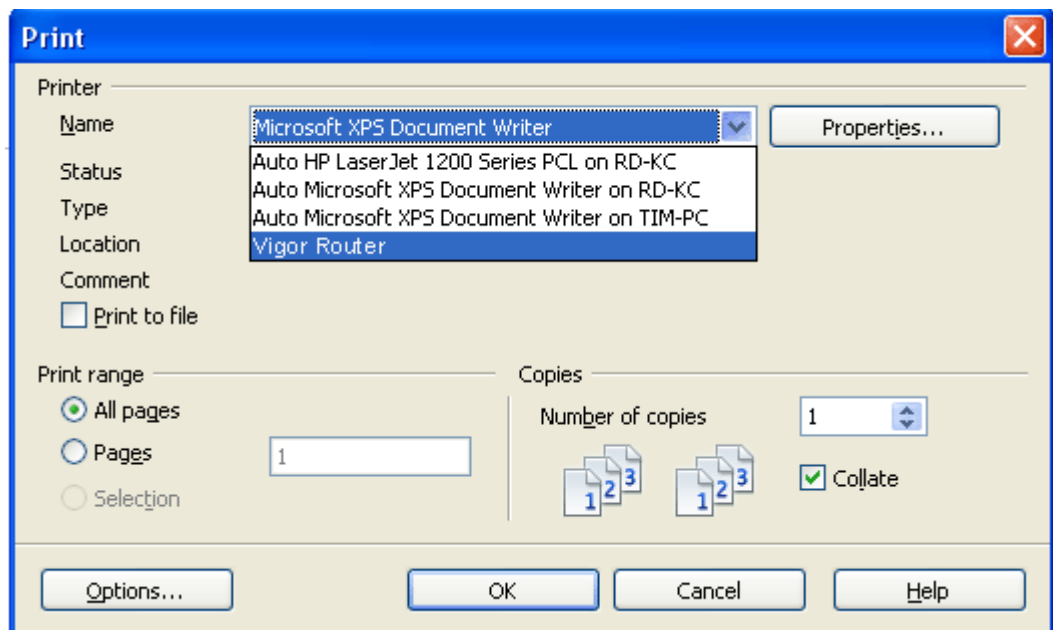 Print
Printer
Name
Microsoft XPS Document Writer
Properties...
Auto HP LaserJet 1200 Series PCL on RD-KC
Status
Auto Microsoft XPS Document Writer on RD-KC
Type
Auto Microsoft XPS Document Writer on TIM-PC
Location
Vigor Router
Comment
Print to file
Print range
Copies
All pages
Number of copies
1
Pages
1
1 2 3
1 2 3
Collate
Selection
Options...
OK
Cancel
Help